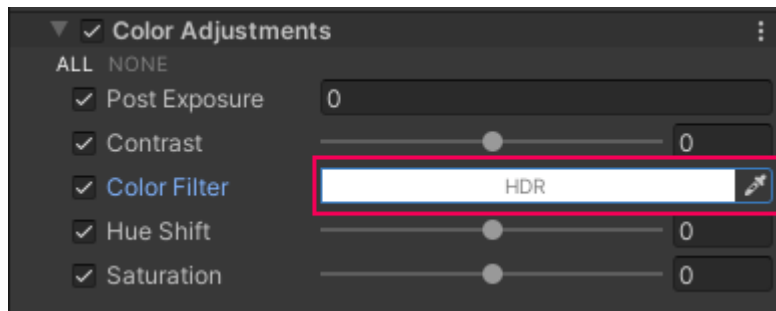 Color Adjustments
ALL NONE
Post Exposure 0
Contrast 0
Color Filter HDR
Hue Shift 0
Saturation 0